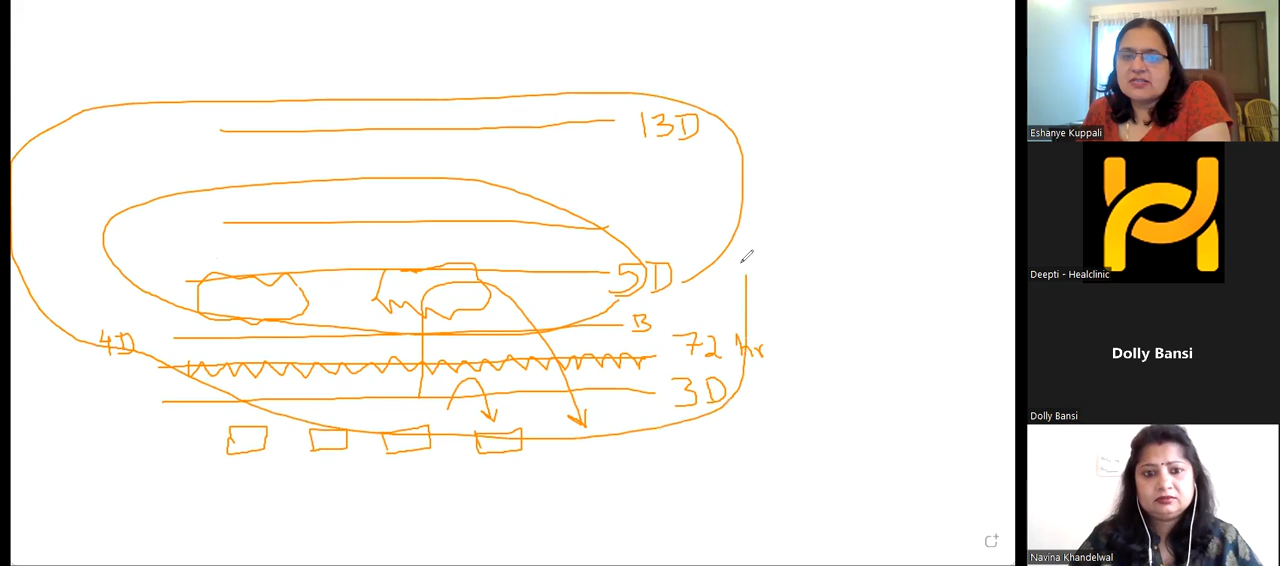 13D
5D
B
4D
72 hr
3D
Eshanye Kuppali
Deepti - Healclinic
Dolly Bansi
Dolly Bansi
Navina Khandelwal